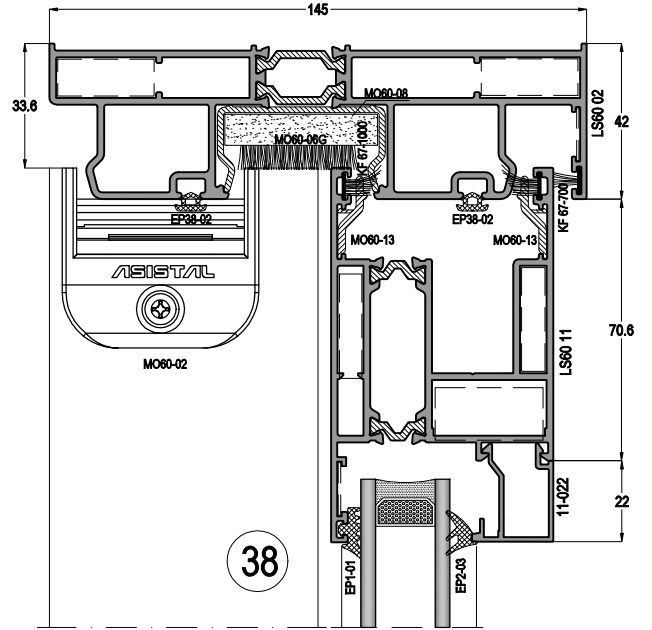 145
33.6
42
LS60 02
MO60-08
MO60-06G
KF 67-1000
EP38-02
EP38-02
KF 67-700
MO60-13
MO60-13
ASISTAL
MO60-02
LS60 11
70.6
11-022
22
38
EP1-01
EP2-03